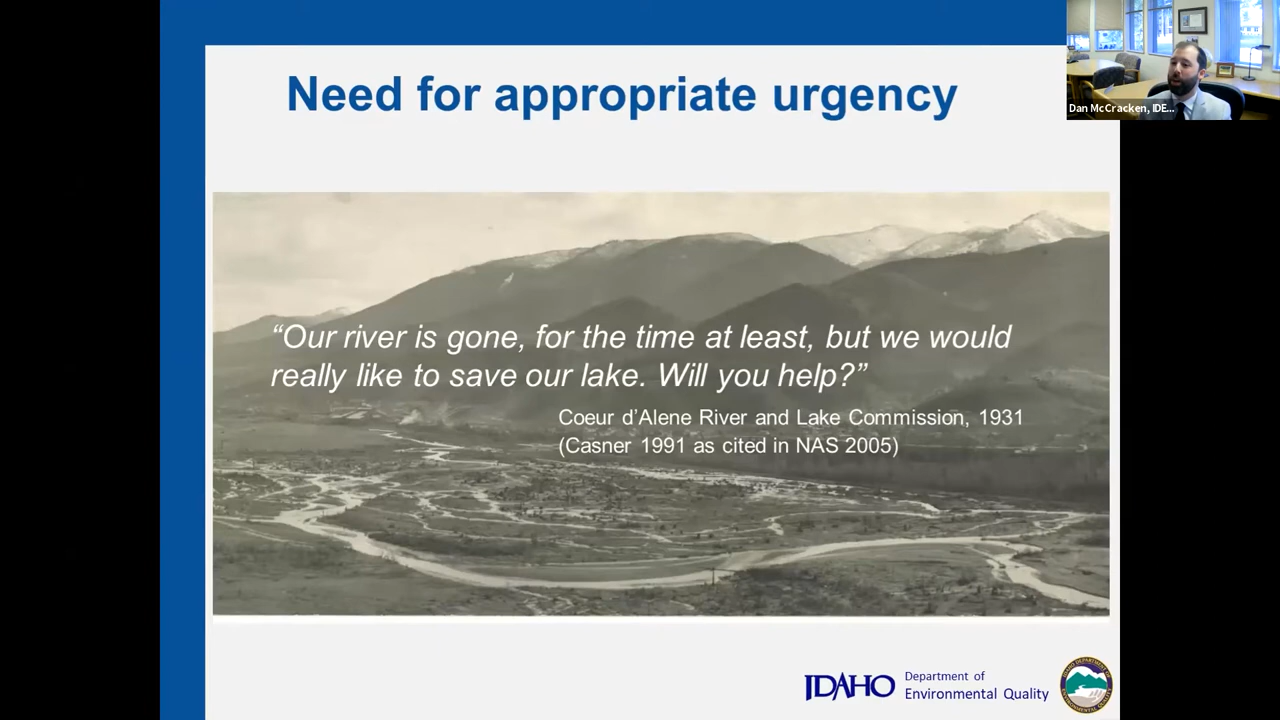 Need for appropriate urgency
Dan McCracken, IDE...
“Our river is gone, for the time at least, but we would
really like to save our lake. Will you help?”
Coeur d’Alene River and Lake Commission, 1931
(Casner 1991 as cited in NAS 2005)
IDAHO
Department of
Environmental Quality